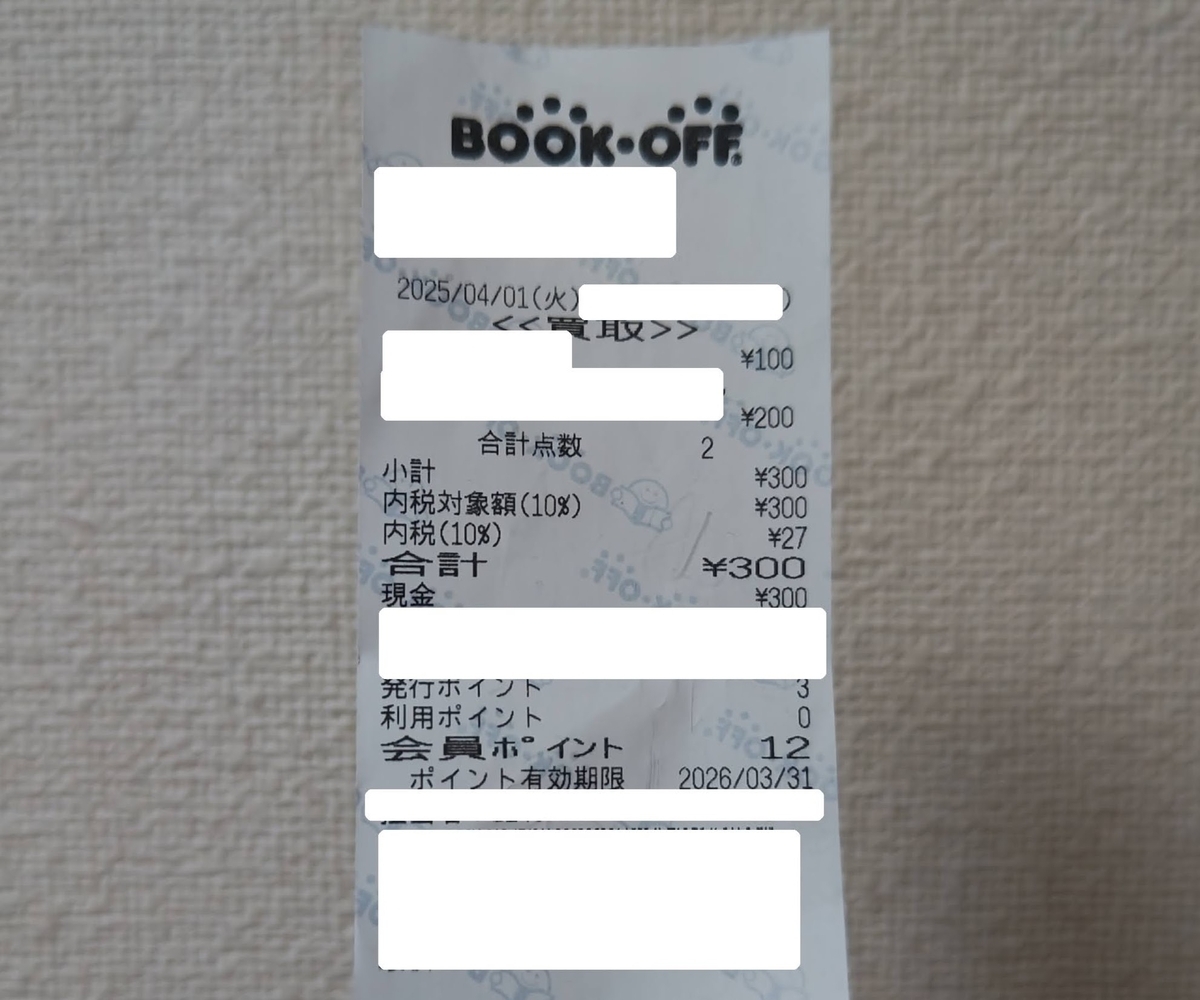 BOOK・OFF
2025/04/01(火)
<<買取>>
¥100
¥200
合計点数 2
小計 ¥300
内税対象額(10%) ¥300
内税(10%) ¥27
合計 ¥300
現金 ¥300
発行ポイント 3
利用ポイント 0
会員ポイント 12
ポイント有効期限 2026/03/31